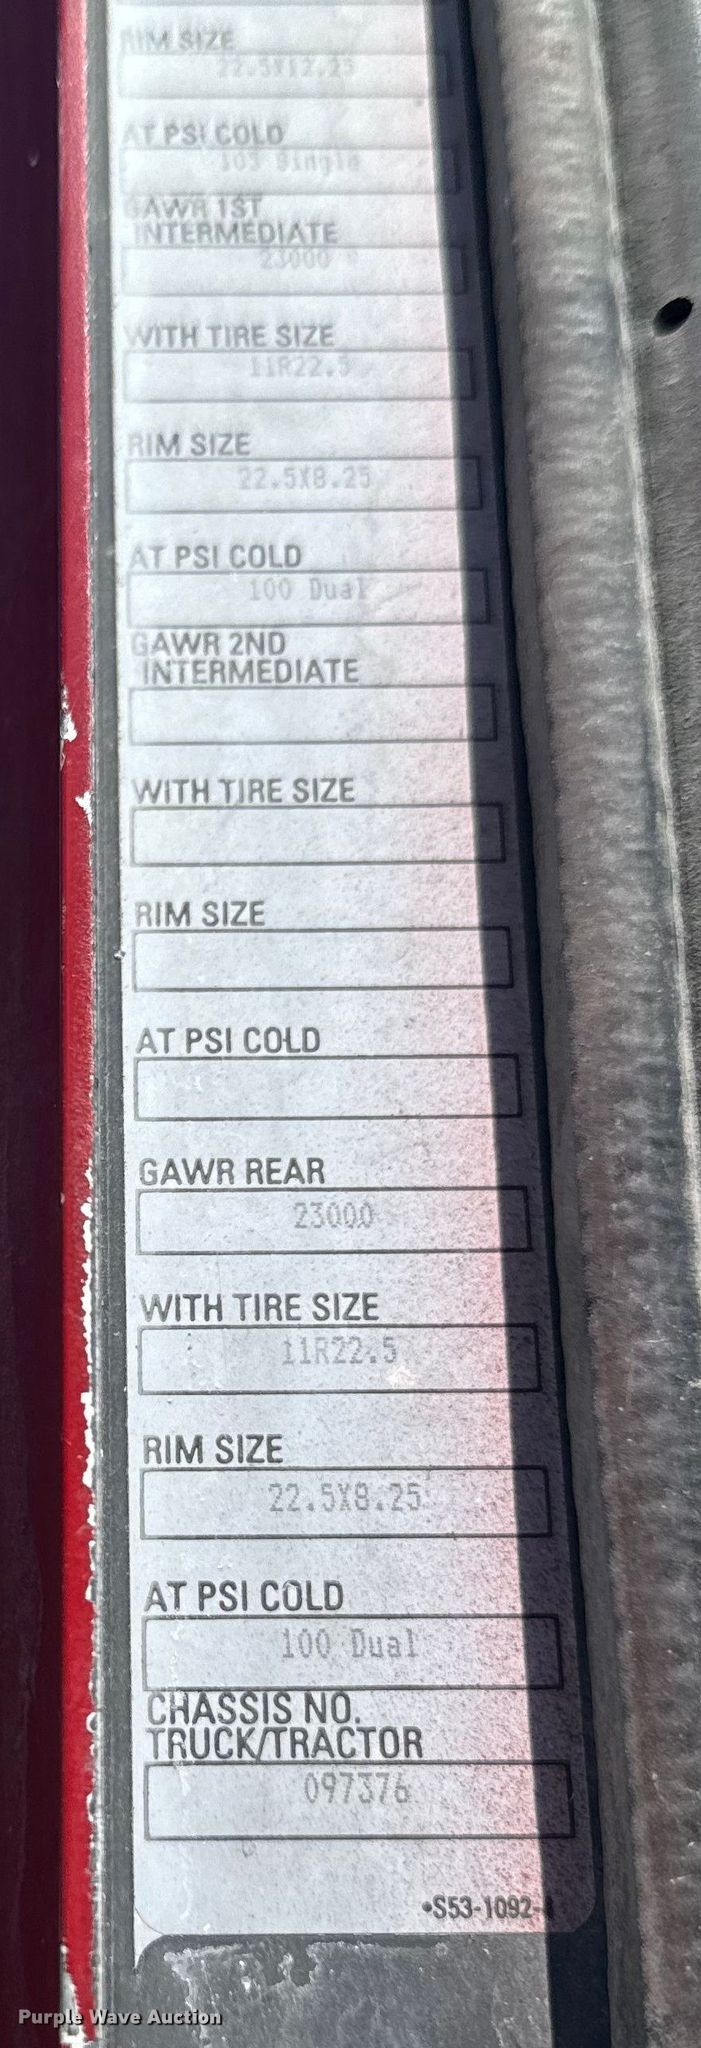 RIM SIZE
22.5X12.25
AT PSI COLD
105 Single
GAWR 1ST
INTERMEDIATE
23000
WITH TIRE SIZE
11R22.5
RIM SIZE
22.5X8.25
AT PSI COLD
100 Dual
GAWR 2ND
INTERMEDIATE
WITH TIRE SIZE
RIM SIZE
AT PSI COLD
GAWR REAR
23000
WITH TIRE SIZE
11R22.5
RIM SIZE
22.5X8.25
AT PSI COLD
100 Dual
CHASSIS NO.
TRUCK/TRACTOR
097376
•S53-1092-
Purple Wave Auction